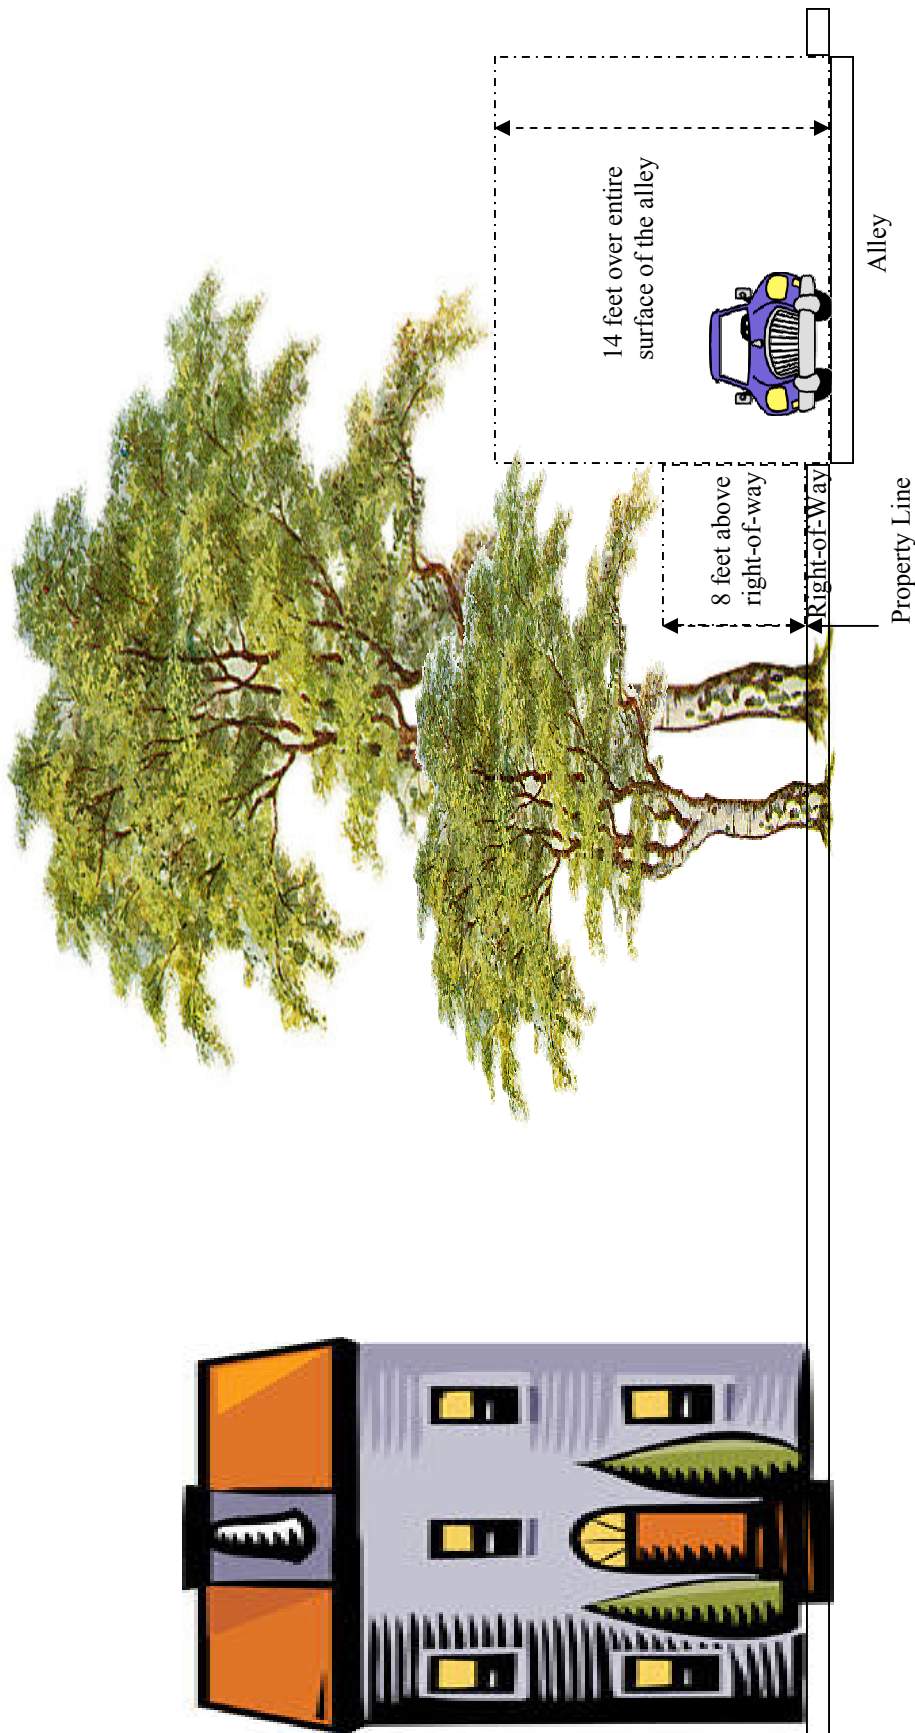 14 feet over entire
surface of the alley
8 feet above
right-of-way
Right-of-Way
Alley
Property Line